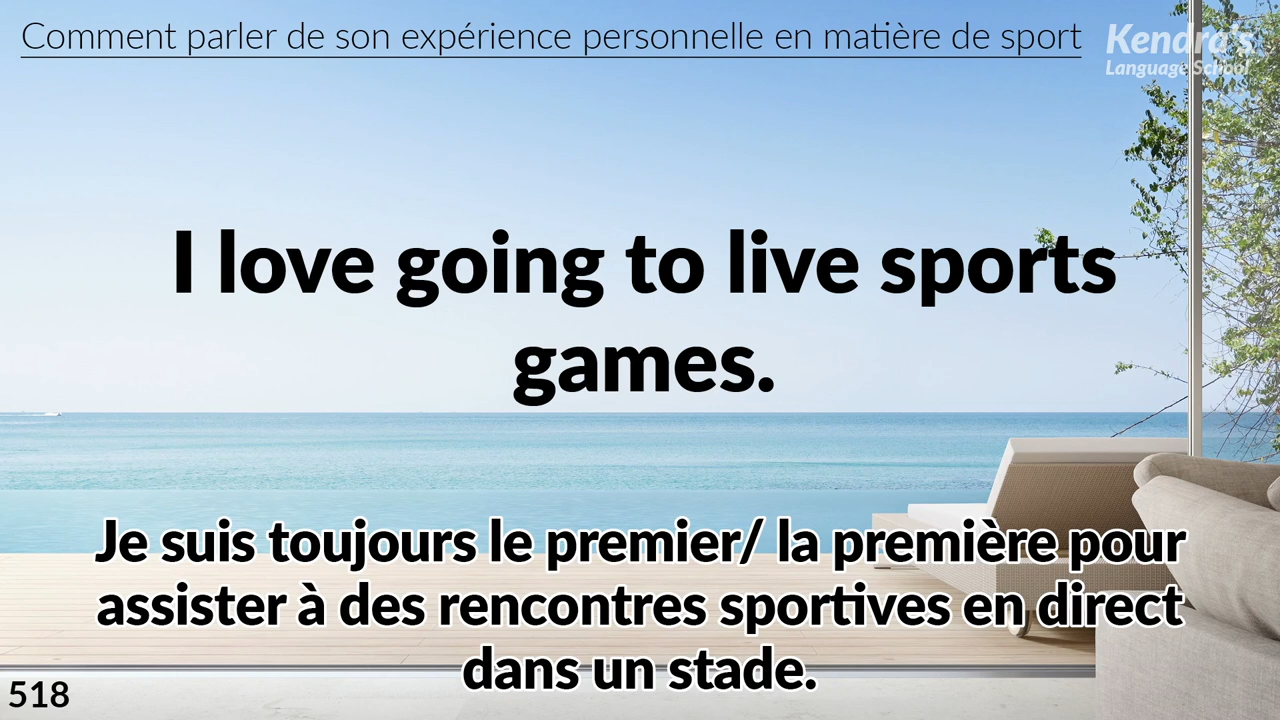 Comment parler de son expérience personnelle en matière de sport
Kendra's
Language School
I love going to live sports
games.
Je suis toujours le premier/ la première pour
assister à des rencontres sportives en direct
dans un stade.
518